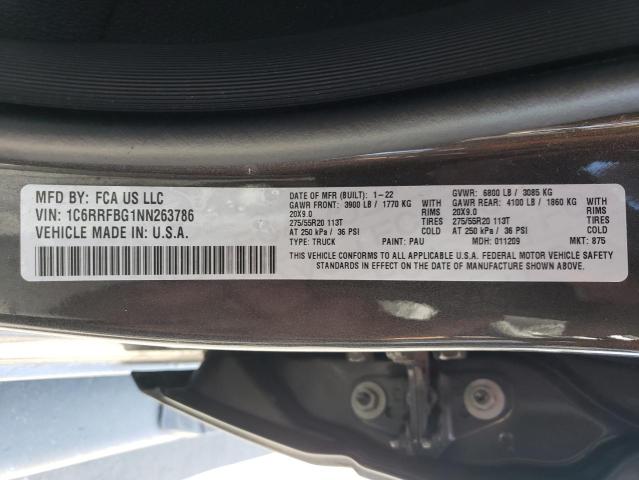 MFD BY: FCA US LLC
VIN: 1C6RRFBG1NN263786
VEHICLE MADE IN: U.S.A.
DATE OF MFR (BUILT): 1-22 GVWR: 6800 LB / 3085 KG
GAWR FRONT: 3900 LB / 1770 KG GAWR REAR: 4100 LB / 1860 KG
20X9.0 RIMS 20X9.0 RIMS
275/55R20 113T TIRES 275/55R20 113T TIRES
AT 250 kPa / 36 PSI COLD AT 250 kPa / 36 PSI COLD
TYPE: TRUCK PAINT: PAU MDH: 011209 MKT: 875
THIS VEHICLE CONFORMS TO ALL APPLICABLE U.S.A. FEDERAL MOTOR VEHICLE SAFETY
STANDARDS IN EFFECT ON THE DATE OF MANUFACTURE SHOWN ABOVE.